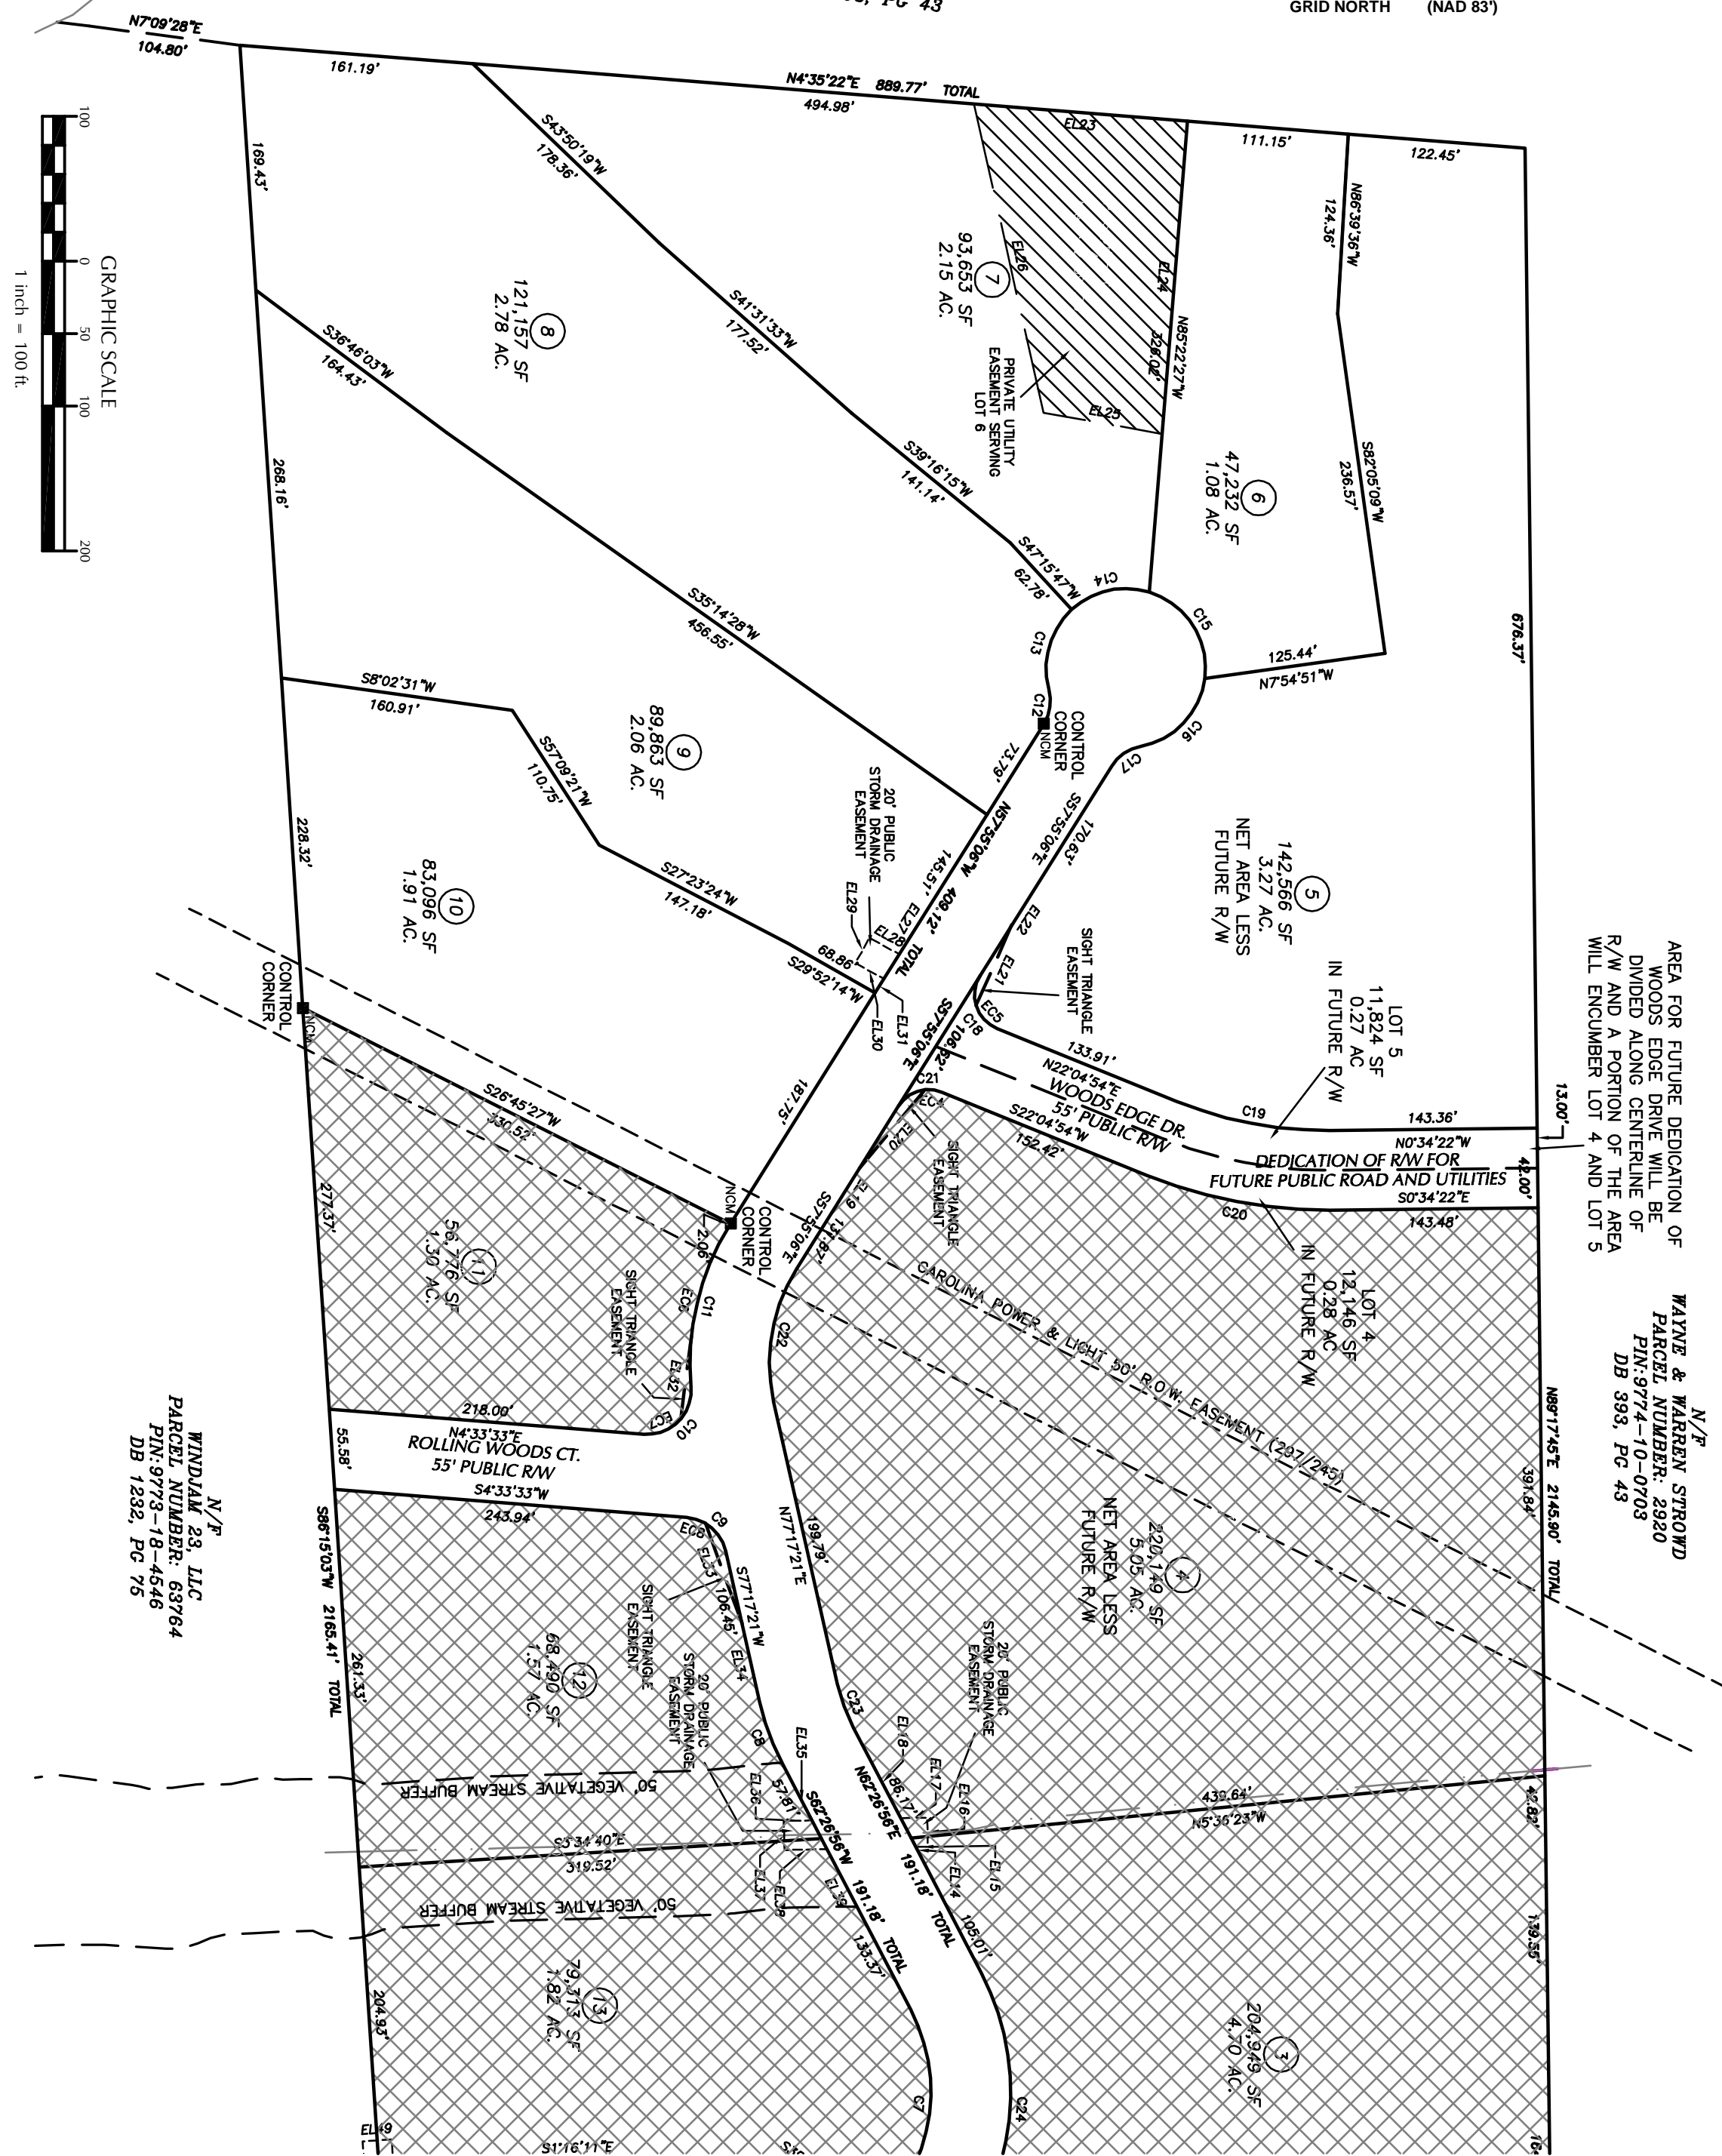 PG 43
GRID NORTH (NAD 83')
N7°09'28"E
104.80'
161.19'
N4°35'22"E 889.77' TOTAL
494.98'
EL23
111.15'
122.45'
100
0
50
100
200
GRAPHIC SCALE
1 inch = 100 ft.
169.43'
S43°50'19"W
178.36'
S41°31'33"W
177.52'
S39°16'15"W
141.14'
S47°15'47"W
62.78'
8
121,157 SF
2.78 AC.
7
93,653 SF
2.15 AC.
EL26
EL24
EL25
N85°22'27"W
326.02'
PRIVATE UTILITY
EASEMENT SERVING
LOT 6
N86°39'36"W
124.36'
S82°05'09"W
236.57'
6
47,232 SF
1.08 AC.
676.37'
125.44'
N7°54'51"W
C14
C15
C13
C12
C16
C17
CONTROL
CORNER
NCM
S36°46'03"W
164.43'
S35°14'28"W
456.55'
268.16'
S8°02'31"W
160.91'
S57°09'21"W
110.75'
S27°23'24"W
147.18'
68.86'
S29°52'14"W
9
89,863 SF
2.06 AC.
20' PUBLIC
STORM DRAINAGE
EASEMENT
EL29
EL28
EL27
EL30
EL31
73.79'
N57°55'06"W 409.12' TOTAL
145.51'
187.75'
S57°55'06"E
170.63'
EL22
EL21
SIGHT TRIANGLE
EASEMENT
EC5
C18
S57°55'06"E
106.62'
5
142,566 SF
3.27 AC.
NET AREA LESS
FUTURE R/W
LOT 5
11,824 SF
0.27 AC
IN FUTURE R/W
AREA FOR FUTURE DEDICATION OF
WOODS EDGE DRIVE WILL BE
DIVIDED ALONG CENTERLINE OF
R/W AND A PORTION OF THE AREA
WILL ENCUMBER LOT 4 AND LOT 5
13.00'
42.00'
228.32'
10
83,096 SF
1.91 AC.
CONTROL
CORNER
NCM
133.91'
N22°04'54"E
WOODS EDGE DR.
55' PUBLIC R/W
S22°04'54"W
152.42'
C19
143.36'
N0°34'22"W
DEDICATION OF R/W FOR
FUTURE PUBLIC ROAD AND UTILITIES
S0°34'22"E
143.48'
C20
C21
EC4
EL20
SIGHT TRIANGLE
EASEMENT
EL19
S57°55'06"E
131.87'
LOT 4
12,146 SF
0.28 AC
IN FUTURE R/W
N/F
WAYNE & WARREN STROWD
PARCEL NUMBER: 2920
PIN:9774-10-0703
DB 393, PG 43
S26°45'27"W
330.52'
NCM
CONTROL
CORNER
2.06'
277.37'
11
56,776 SF
1.30 AC.
SIGHT TRIANGLE
EASEMENT
EC6
C11
EL32
EC7
C10
C22
CAROLINA POWER & LIGHT 50' R.O.W. EASEMENT (297/245)
N89°17'45"E 2145.90' TOTAL
391.84'
218.00'
N4°33'33"E
ROLLING WOODS CT.
55' PUBLIC R/W
S4°33'33"W
243.94'
55.58'
N/F
WINDJAM 23, LLC
PARCEL NUMBER: 63764
PIN:9773-18-4546
DB 1232, PG 75
S86°15'03"W 2165.41' TOTAL
261.33'
C9
EC8
EL33
S77°17'21"W
106.45'
EL34
199.79'
N77°17'21"E
4
220,149 SF
5.05 AC.
NET AREA LESS
FUTURE R/W
SIGHT TRIANGLE
EASEMENT
12
68,490 SF
1.57 AC.
20' PUBLIC
STORM DRAINAGE
EASEMENT
C8
EL35
EL36
57.81'
S62°26'56"W 191.18' TOTAL
EL37
EL38
EL39
133.37'
C23
EL18
EL17
EL16
20' PUBLIC
STORM DRAINAGE
EASEMENT
86.17'
N62°26'56"E 191.18' TOTAL
EL14
EL15
105.01'
439.64'
N5°36'23"W
42.82'
139.55'
50' VEGETATIVE STREAM BUFFER
S3°34'40"E
319.52'
50' VEGETATIVE STREAM BUFFER
13
79,313 SF
1.82 AC.
204.93'
3
204,949 SF
4.70 AC.
C7
C24
EL49
S1°16'11"E